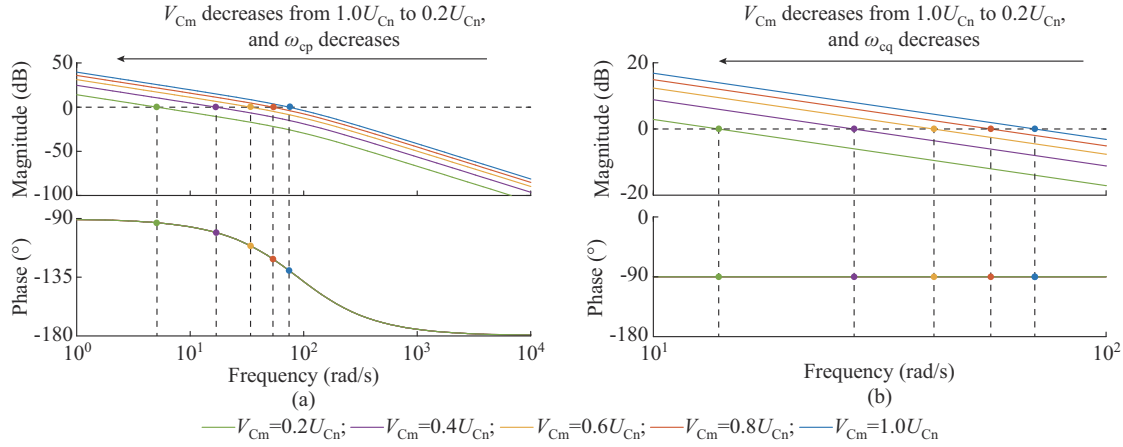 V_Cm decreases from 1.0U_Cn to 0.2U_Cn,
and ω_cp decreases
50
0
-50
-100
Magnitude (dB)
-90
-135
-180
Phase (°)
10^0
10^1
10^2
10^3
10^4
Frequency (rad/s)
(a)
V_Cm decreases from 1.0U_Cn to 0.2U_Cn,
and ω_cq decreases
20
0
-20
Magnitude (dB)
0
-90
-180
Phase (°)
10^1
10^2
Frequency (rad/s)
(b)
V_Cm=0.2U_Cn; V_Cm=0.4U_Cn; V_Cm=0.6U_Cn; V_Cm=0.8U_Cn; V_Cm=1.0U_Cn